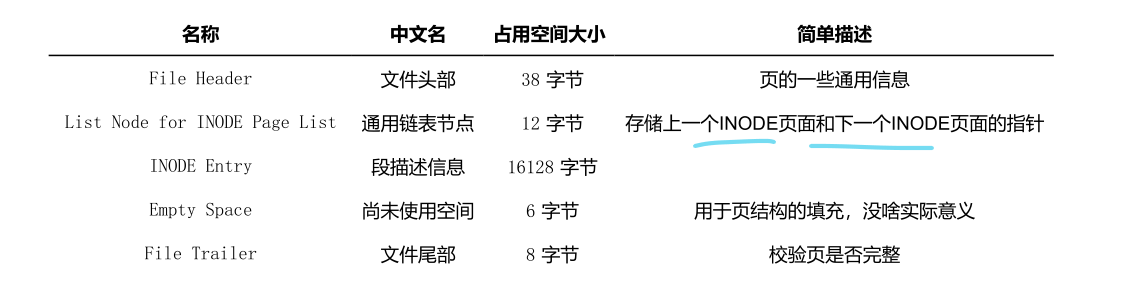 名称 中文名 占用空间大小 简单描述
File Header 文件头部 38 字节 页的一些通用信息
List Node for INODE Page List 通用链表节点 12 字节 存储上一个INODE页面和下一个INODE页面的指针
INODE Entry 段描述信息 16128 字节
Empty Space 尚未使用空间 6 字节 用于页结构的填充，没啥实际意义
File Trailer 文件尾部 8 字节 校验页是否完整